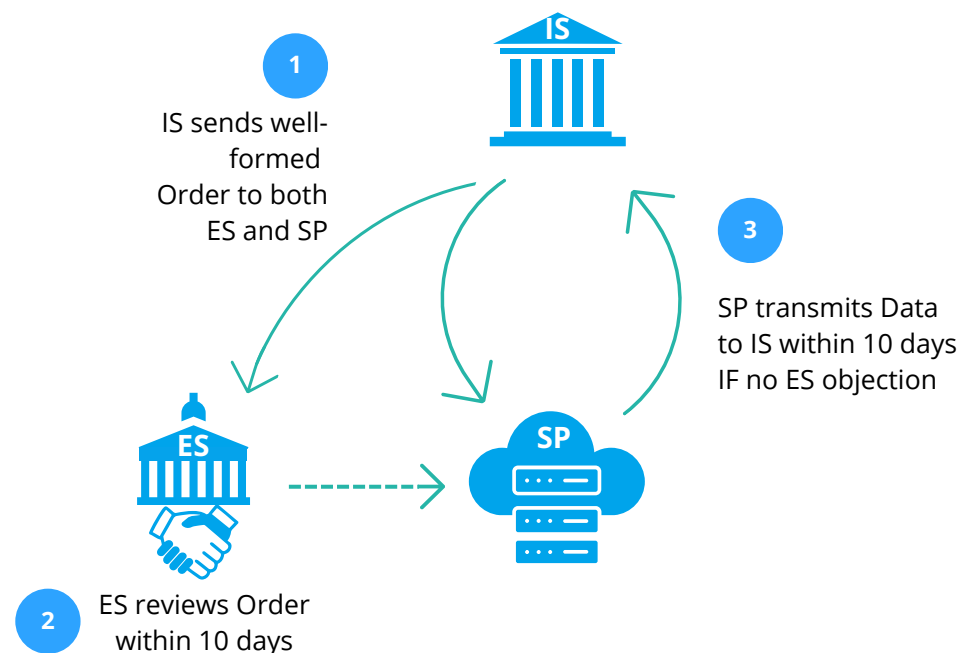 IS
1
IS sends well-
formed
Order to both
ES and SP
3
SP transmits Data
to IS within 10 days
IF no ES objection
ES
SP
2
ES reviews Order
within 10 days